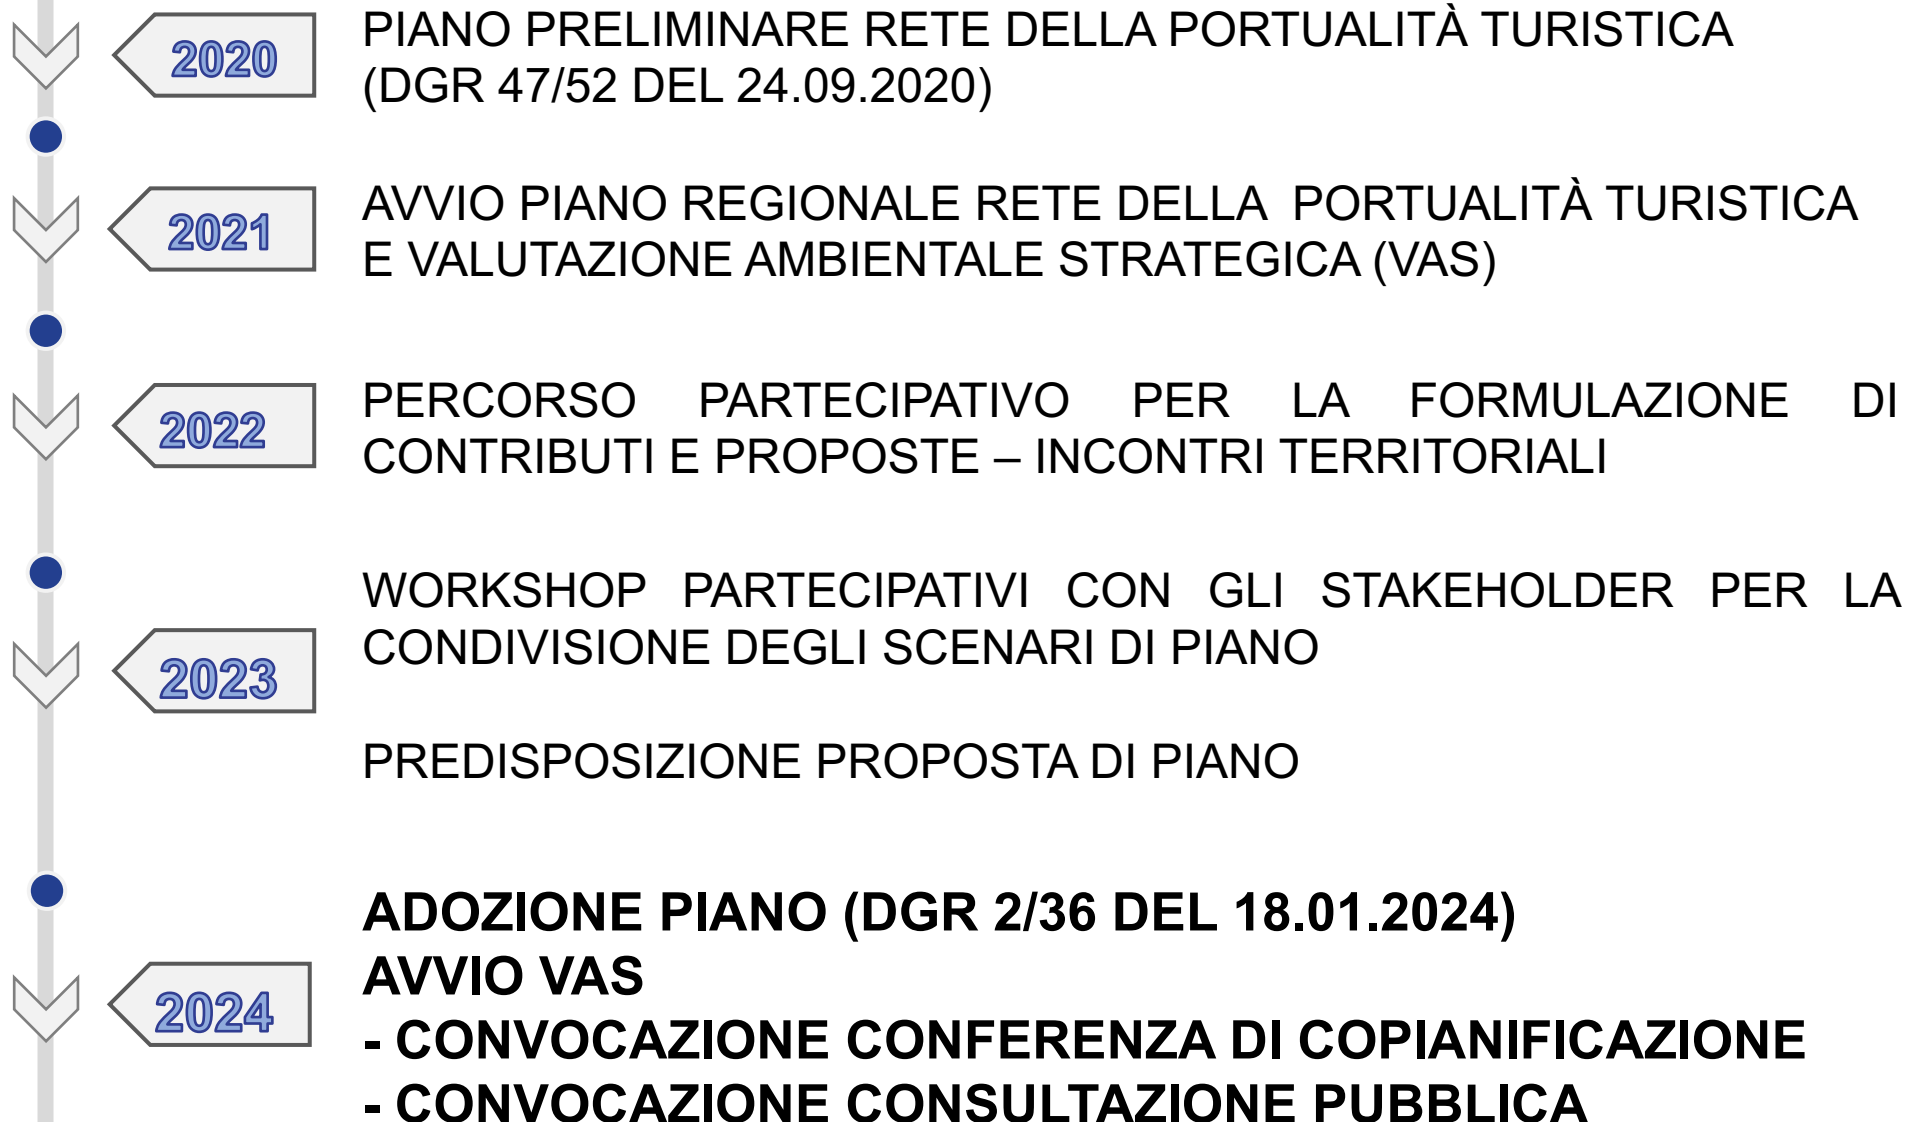 2020
PIANO PRELIMINARE RETE DELLA PORTUALITÀ TURISTICA
(DGR 47/52 DEL 24.09.2020)
2021
AVVIO PIANO REGIONALE RETE DELLA PORTUALITÀ TURISTICA
E VALUTAZIONE AMBIENTALE STRATEGICA (VAS)
2022
PERCORSO PARTECIPATIVO PER LA FORMULAZIONE DI
CONTRIBUTI E PROPOSTE – INCONTRI TERRITORIALI
2023
WORKSHOP PARTECIPATIVI CON GLI STAKEHOLDER PER LA
CONDIVISIONE DEGLI SCENARI DI PIANO
PREDISPOSIZIONE PROPOSTA DI PIANO
2024
ADOZIONE PIANO (DGR 2/36 DEL 18.01.2024)
AVVIO VAS
- CONVOCAZIONE CONFERENZA DI COPIANIFICAZIONE
- CONVOCAZIONE CONSULTAZIONE PUBBLICA